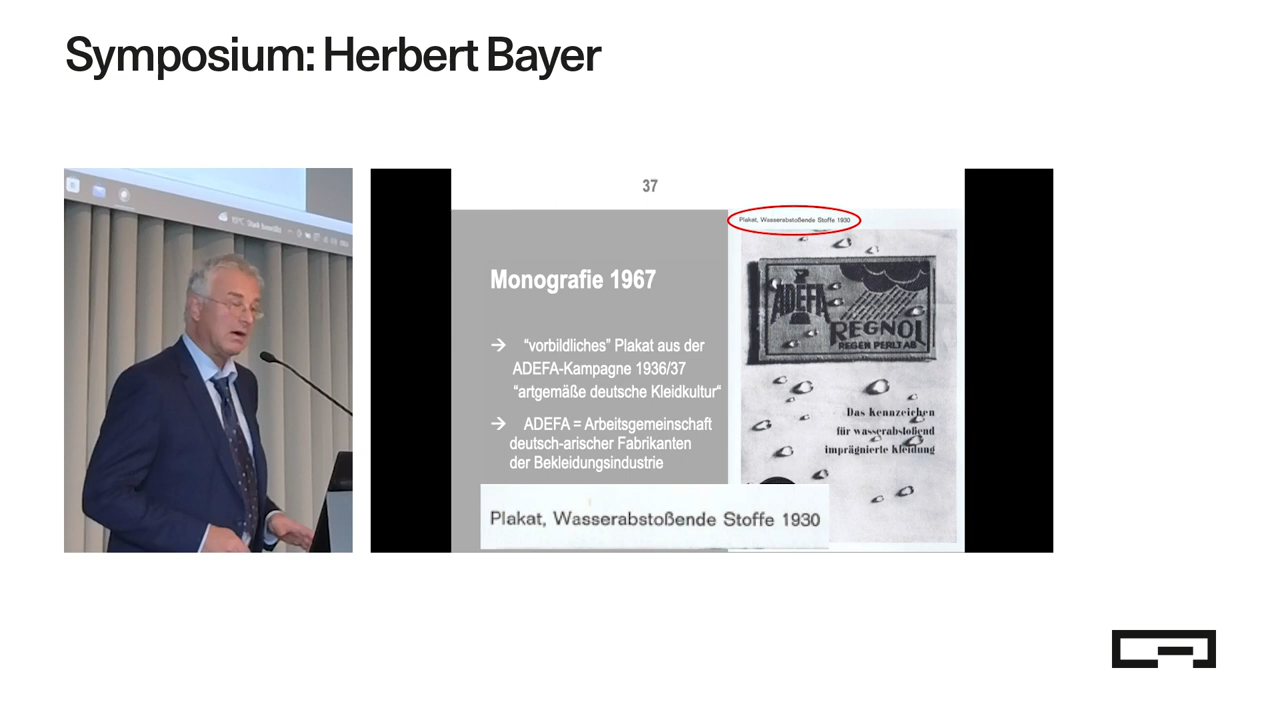 Symposium: Herbert Bayer
37
Monografie 1967
→ “vorbildliches” Plakat aus der
ADEFA-Kampagne 1936/37
“artgemäße deutsche Kleidkultur“
→ ADEFA = Arbeitsgemeinschaft
deutsch-arischer Fabrikanten
der Bekleidungsindustrie
Plakat, Wasserabstoßende Stoffe 1930
ADEFA
REGNOL
REGEN PERLT AB
Das Kennzeichen
für wasserabstoßend
imprägnierte Kleidung
Plakat, Wasserabstoßende Stoffe 1930